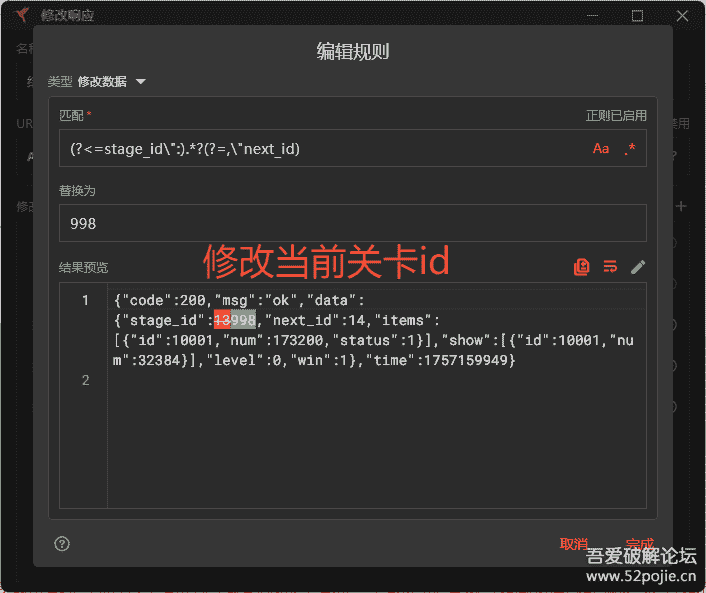 修改响应
编辑规则
类型 修改数据
匹配* 正则已启用
(?<=stage_id\":).*?(?=,\"next_id) Aa .*
替换为
998
修改当前关卡id
结果预览
1 {"code":200,"msg":"ok","data":
{"stage_id":13998,"next_id":14,"items":
[{"id":10001,"num":173200,"status":1}],"show":[{"id":10001,"nu
m":32384}],"level":0,"win":1},"time":1757159949}
2
取消 完成
吾爱破解论坛
www.52pojie.cn